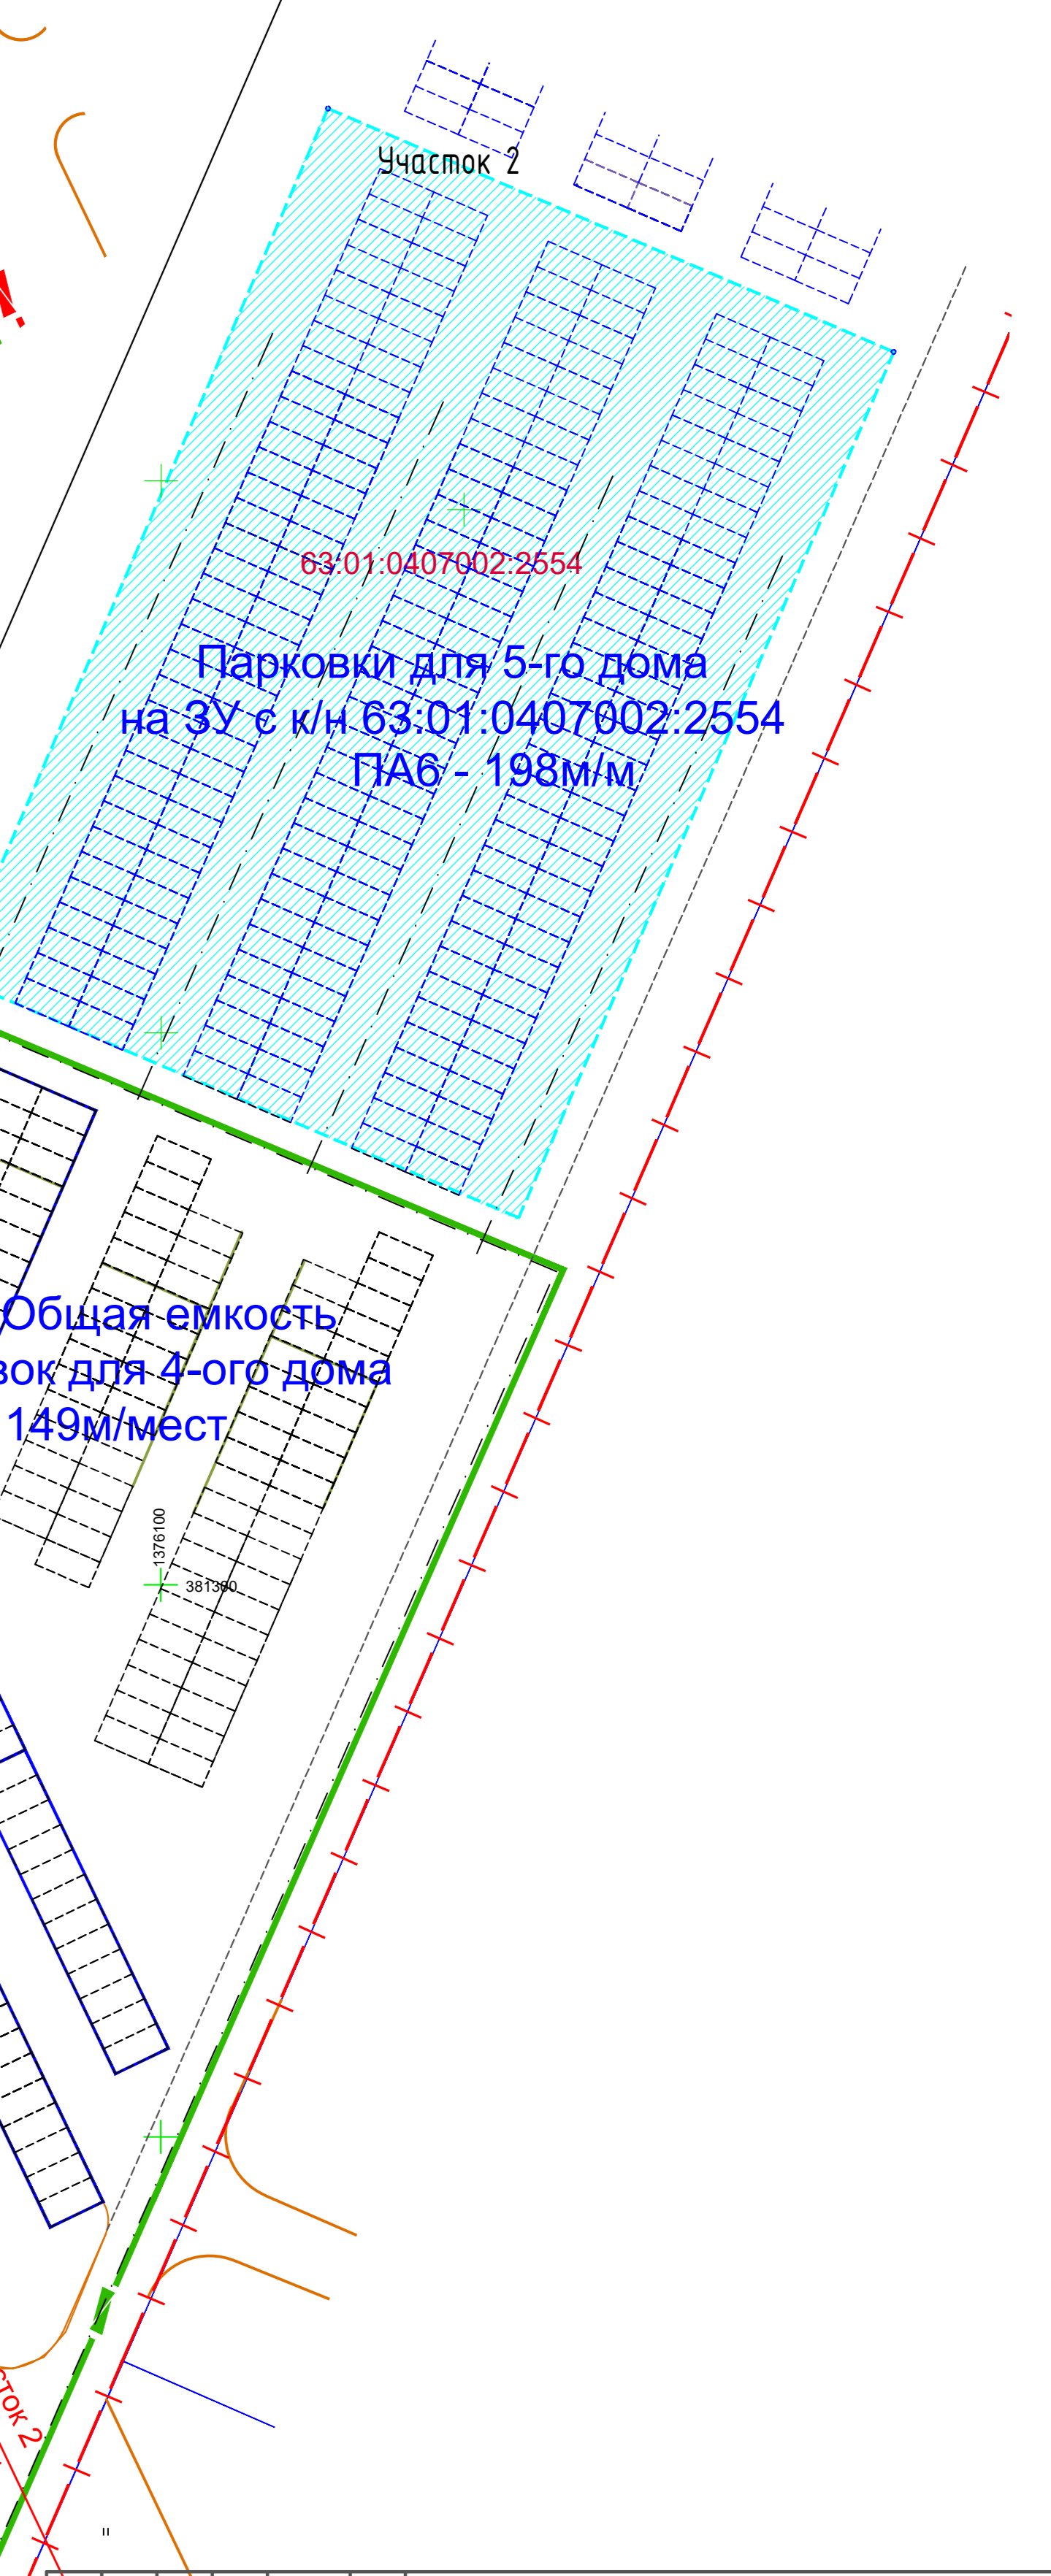 Участок 2
63:01:0407002:2554
Парковки для 5-го дома
на ЗУ с к/н 63:01:0407002:2554
ПА6 - 198м/м
Общая емкость
вок для 4-ого дома
149м/мест
1376100
381300
сток 2